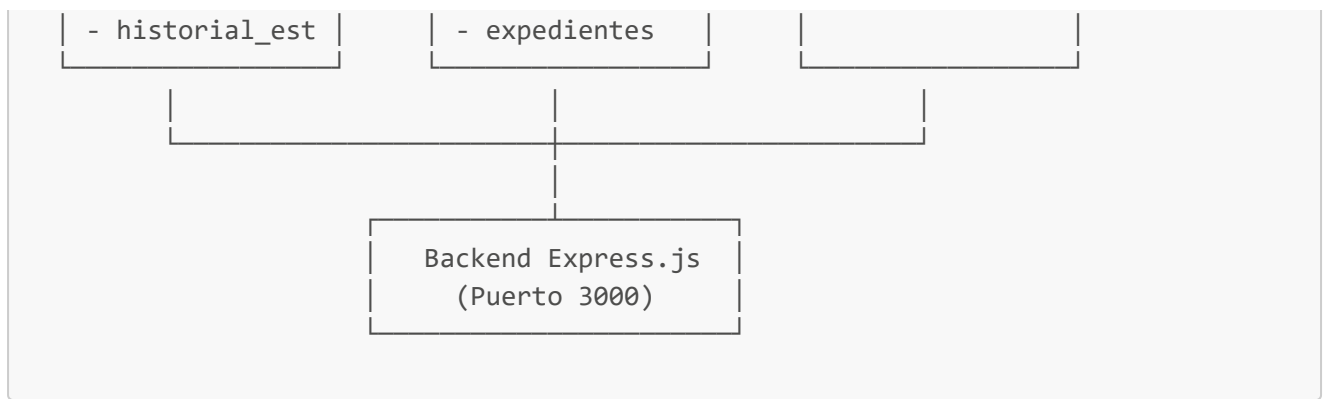 - historial_est - expedientes
Backend Express.js
(Puerto 3000)